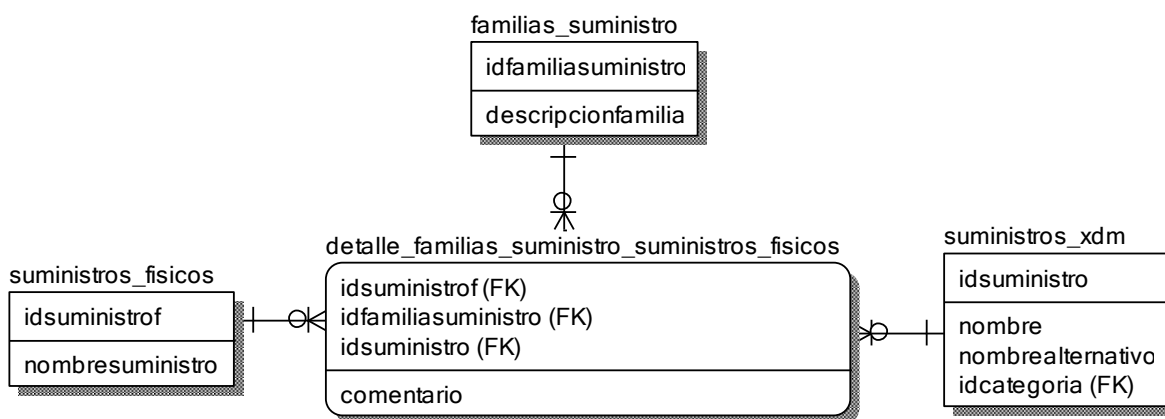 familias_suministro
idfamiliasuministro
descripcionfamilia
detalle_familias_suministro_suministros_fisicos
idsuministrof (FK)
idfamiliasuministro (FK)
idsuministro (FK)
comentario
suministros_fisicos
idsuministrof
nombresuministro
suministros_xdm
idsuministro
nombre
nombrealternativo
idcategoria (FK)